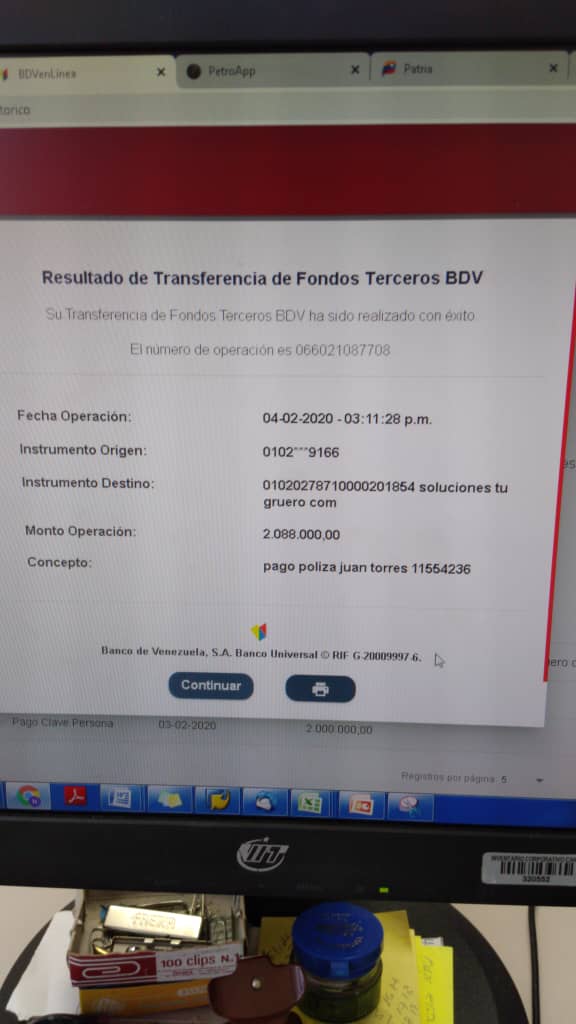 BDVenLinea
PetroApp
Patria
torico
Resultado de Transferencia de Fondos Terceros BDV
Su Transferencia de Fondos Terceros BDV ha sido realizado con éxito
El número de operación es 066021087708
Fecha Operación: 04-02-2020 - 03:11:28 p.m.
Instrumento Origen: 0102***9166
Instrumento Destino: 01020278710000201854 soluciones tu
gruero com
Monto Operación: 2.088.000,00
Concepto: pago poliza juan torres 11554236
Banco de Venezuela, S.A. Banco Universal © RIF G-20009997-6.
Continuar
Pago Clave Persona 03-02-2020 2.000.000,00
Registros por página: 5
VIT
INVENTARIO CORPORATIVO
320552
100 clips N.1